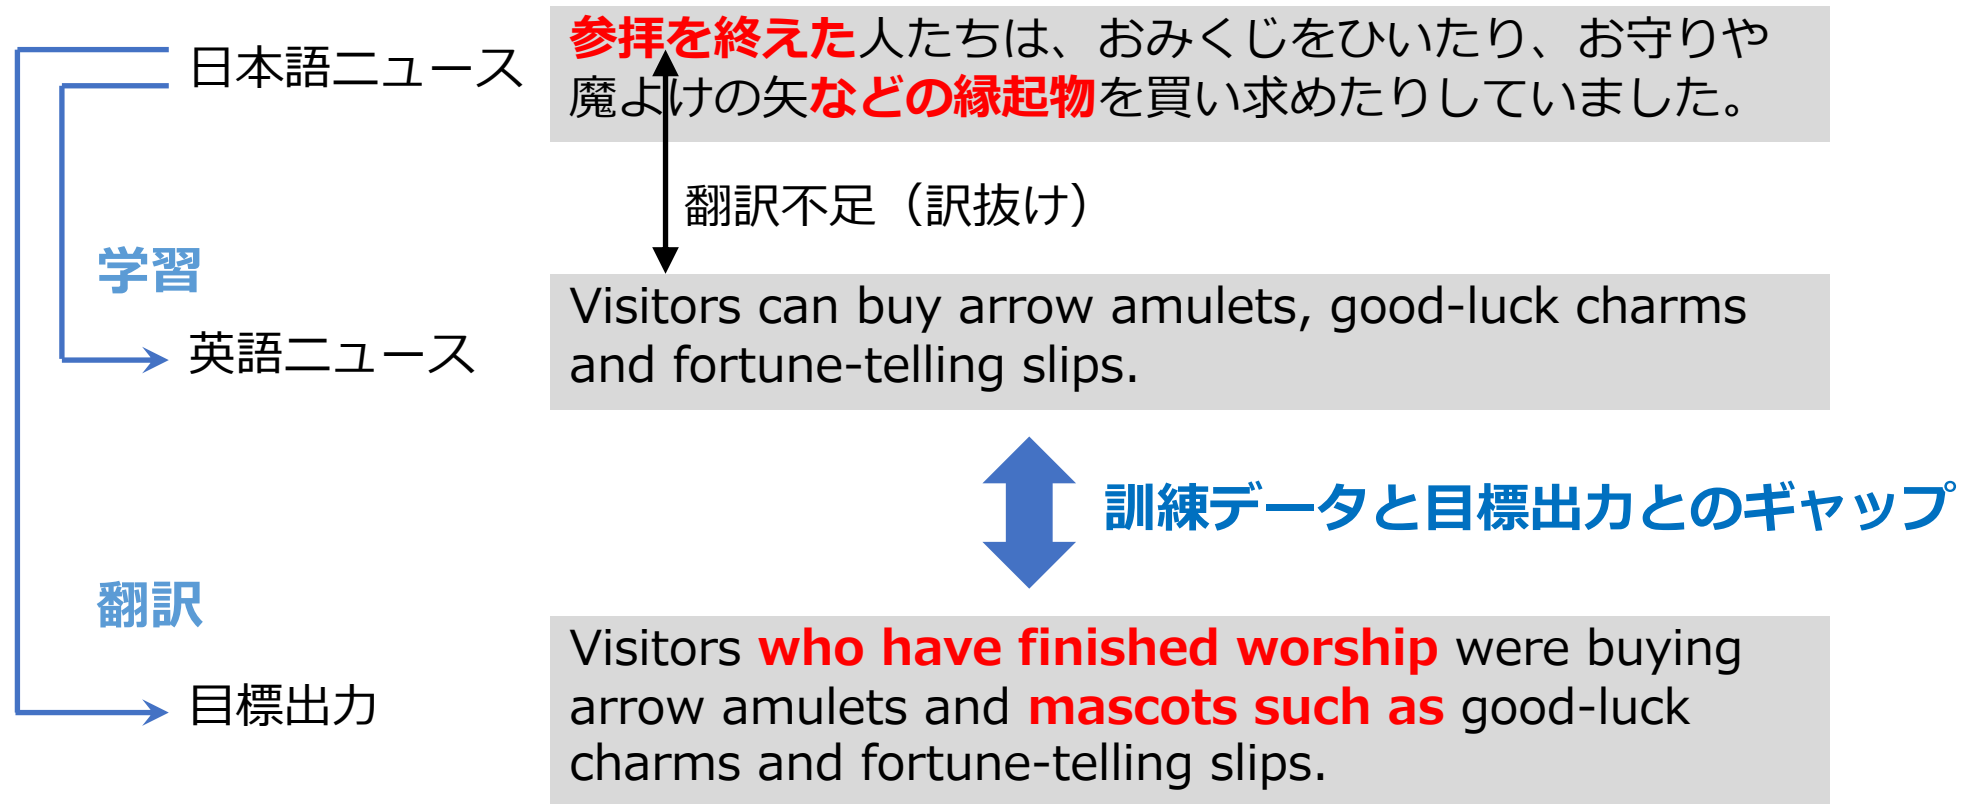 日本語ニュース
参拝を終えた人たちは、おみくじをひいたり、お守りや
魔よけの矢などの縁起物を買い求めたりしていました。
翻訳不足（訳抜け）
学習
英語ニュース
Visitors can buy arrow amulets, good-luck charms
and fortune-telling slips.
訓練データと目標出力とのギャップ
翻訳
目標出力
Visitors who have finished worship were buying
arrow amulets and mascots such as good-luck
charms and fortune-telling slips.